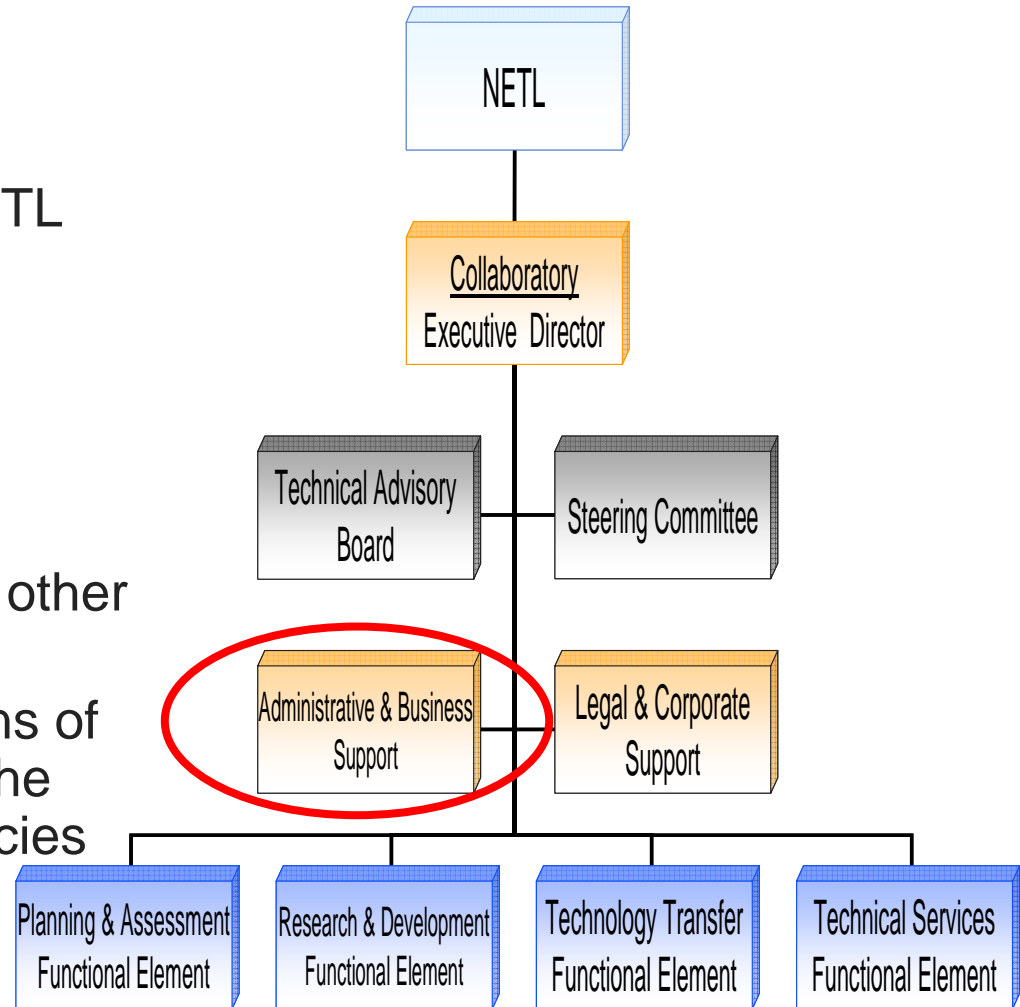 NETL
TL
Collaboratory
Executive Director
Technical Advisory
Board
Steering Committee
other
Administrative & Business
Support
Legal & Corporate
Support
ns of
he
cies
Planning & Assessment
Functional Element
Research & Development
Functional Element
Technology Transfer
Functional Element
Technical Services
Functional Element